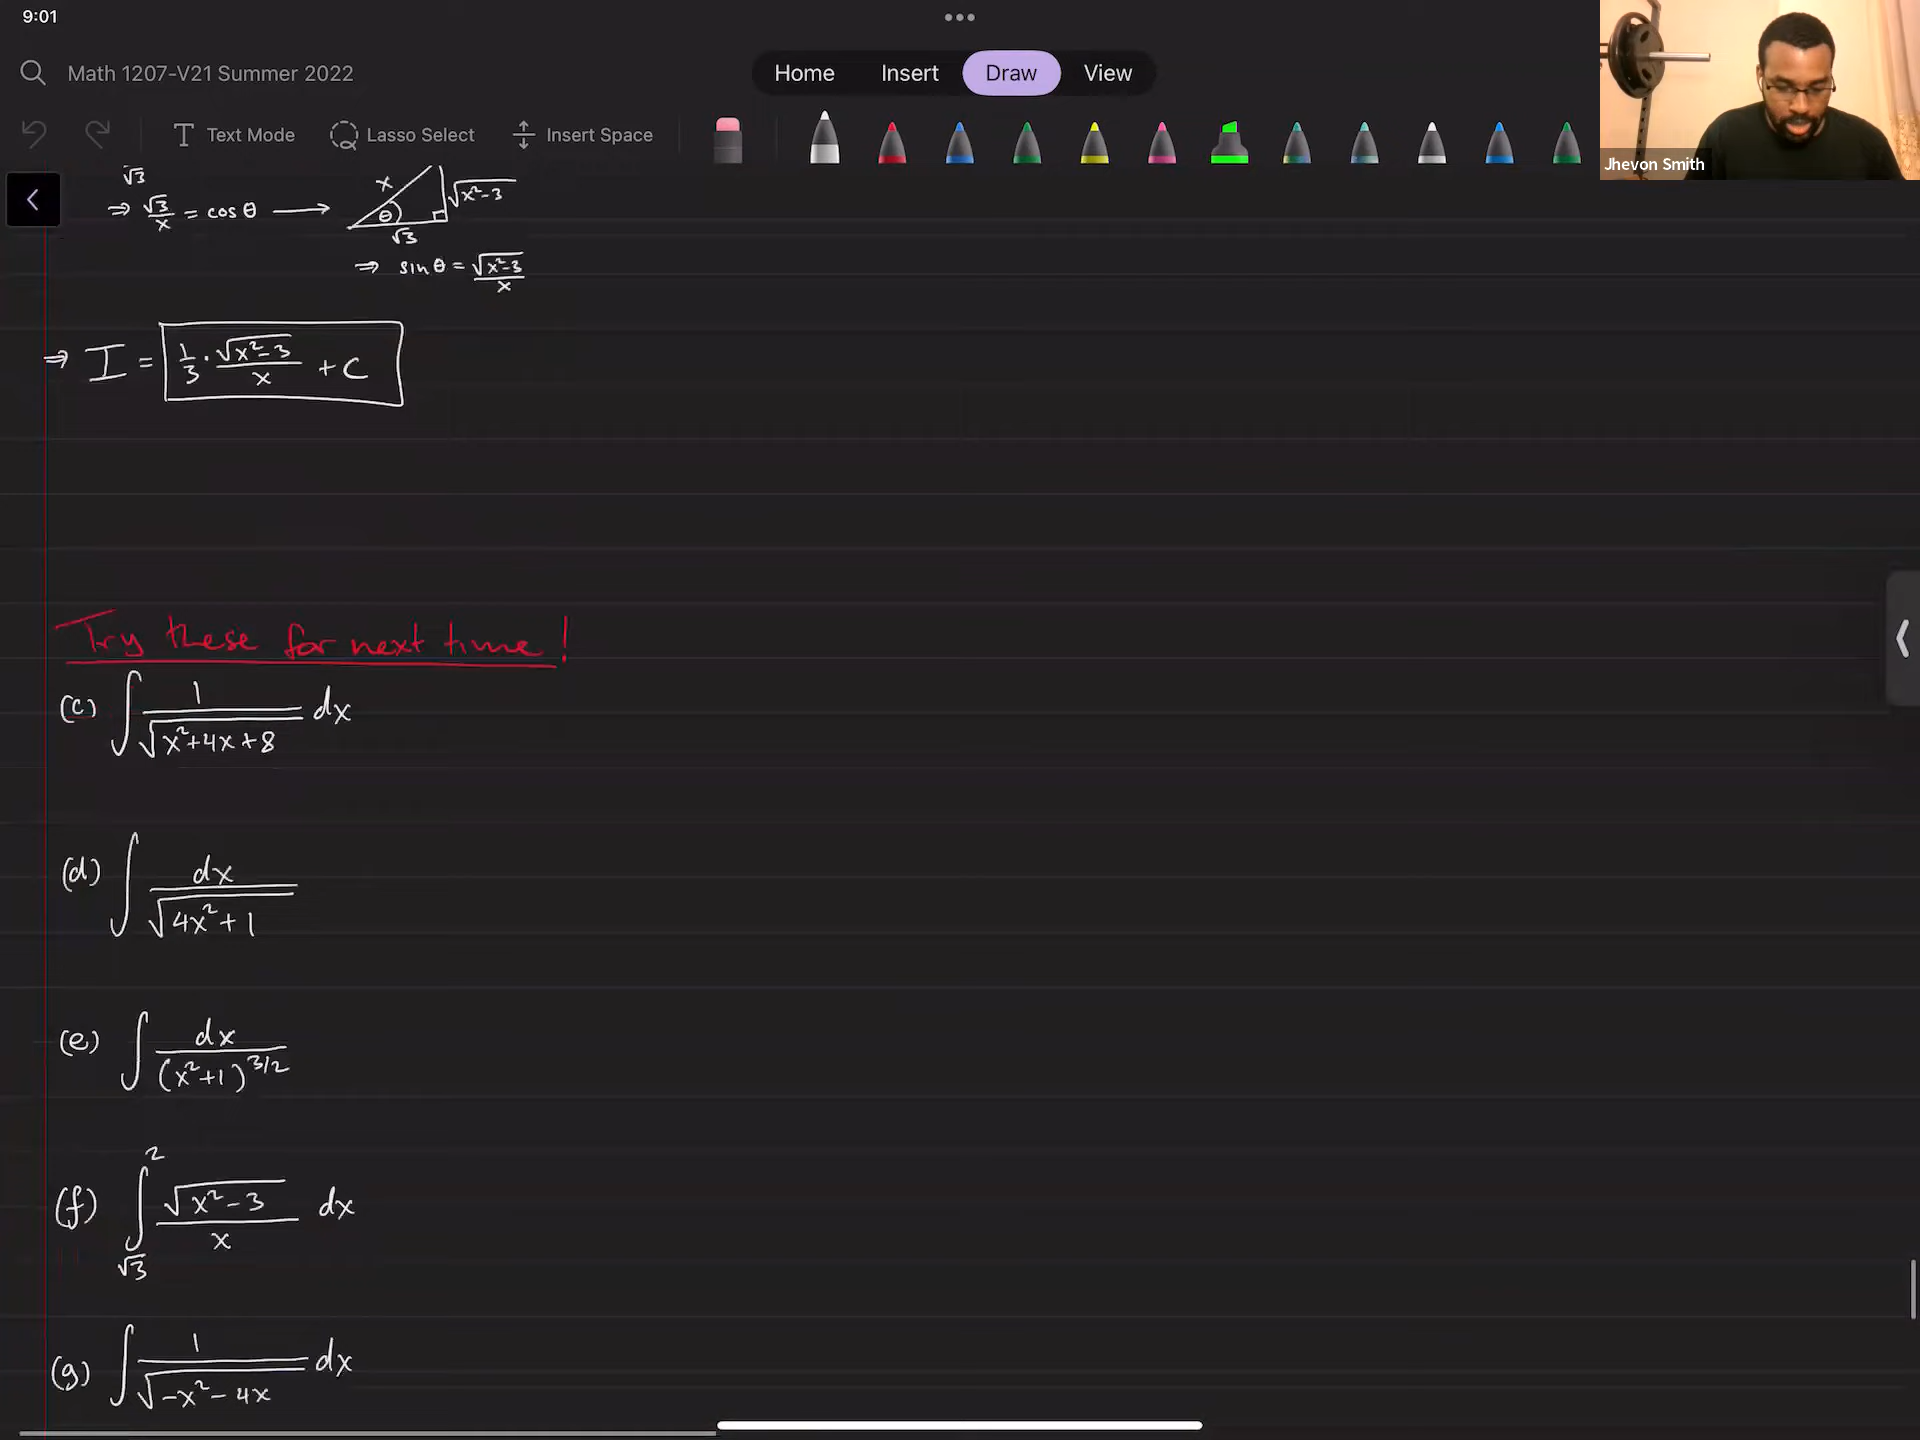 9:01
Math 1207-V21 Summer 2022
Home Insert Draw View
Text Mode Lasso Select Insert Space
Jhevon Smith
√3
⇒ √3/x = cos θ ⟶ x θ √3 √(x²-3)
⇒ sin θ = √(x²-3)/x
⇒ I = 1/3 · √(x²-3)/x + C
Try these for next time!
(c) ∫ 1/√(x²+4x+8) dx
(d) ∫ dx/√(4x²+1)
(e) ∫ dx/(x²+1)^(3/2)
(f) ∫_√3^2 √(x²-3)/x dx
(g) ∫ 1/√(-x²-4x) dx